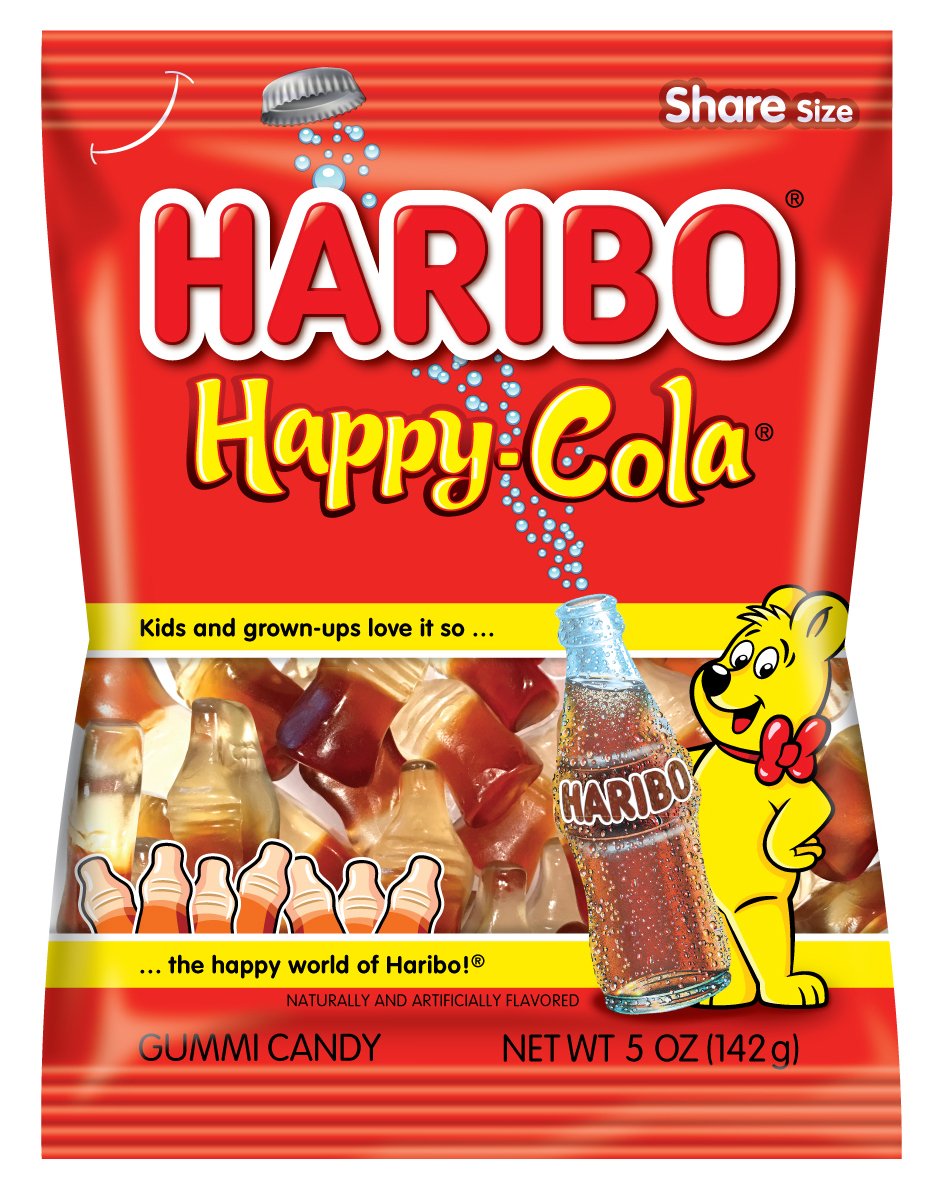 Share Size
HARIBO®
Happy-Cola®
Kids and grown-ups love it so ...
HARIBO
... the happy world of Haribo!®
NATURALLY AND ARTIFICIALLY FLAVORED
GUMMI CANDY
NET WT 5 OZ (142 g)